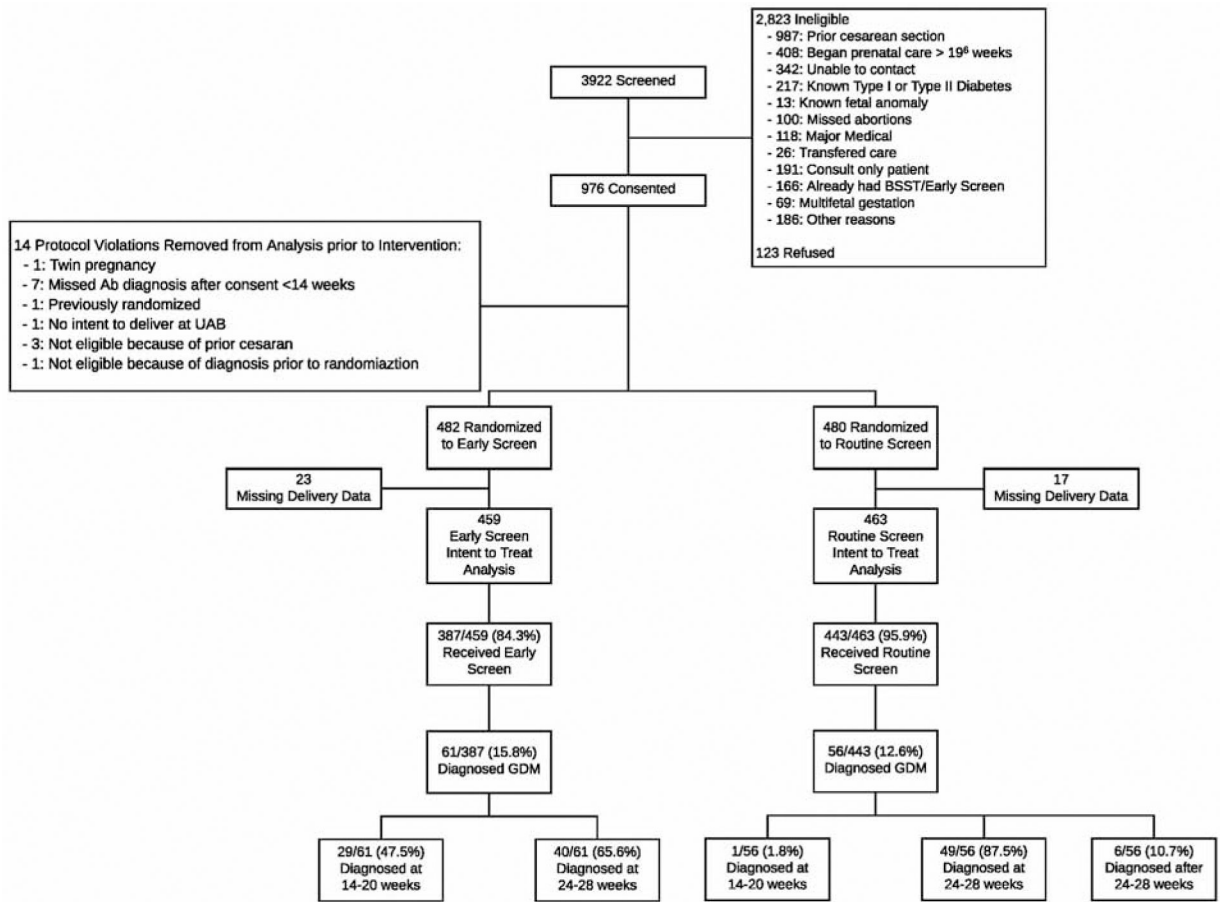 2,823 Ineligible
- 987: Prior cesarean section
- 408: Began prenatal care > 19⁶ weeks
- 342: Unable to contact
- 217: Known Type I or Type II Diabetes
- 13: Known fetal anomaly
- 100: Missed abortions
- 118: Major Medical
- 26: Transfered care
- 191: Consult only patient
- 166: Already had BSST/Early Screen
- 69: Multifetal gestation
- 186: Other reasons
123 Refused
3922 Screened
976 Consented
14 Protocol Violations Removed from Analysis prior to Intervention:
- 1: Twin pregnancy
- 7: Missed Ab diagnosis after consent <14 weeks
- 1: Previously randomized
- 1: No intent to deliver at UAB
- 3: Not eligible because of prior cesaran
- 1: Not eligible because of diagnosis prior to randomiaztion
482 Randomized
to Early Screen
480 Randomized
to Routine Screen
23
Missing Delivery Data
17
Missing Delivery Data
459
Early Screen
Intent to Treat
Analysis
463
Routine Screen
Intent to Treat
Analysis
387/459 (84.3%)
Received Early
Screen
443/463 (95.9%)
Received Routine
Screen
61/387 (15.8%)
Diagnosed GDM
56/443 (12.6%)
Diagnosed GDM
29/61 (47.5%)
Diagnosed at
14-20 weeks
40/61 (65.6%)
Diagnosed at
24-28 weeks
1/56 (1.8%)
Diagnosed at
14-20 weeks
49/56 (87.5%)
Diagnosed at
24-28 weeks
6/56 (10.7%)
Diagnosed after
24-28 weeks